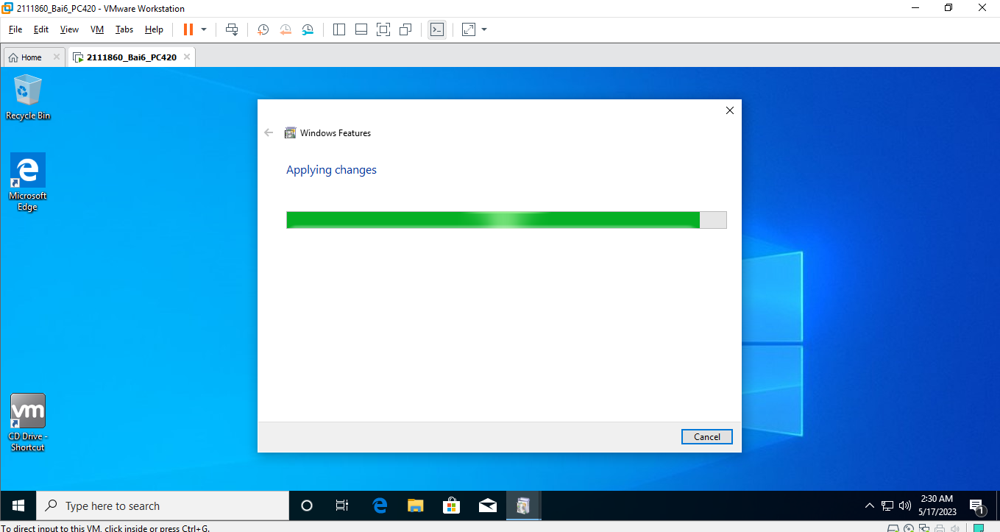 2111860_Bai6_PC420 - VMware Workstation
File Edit View VM Tabs Help
Home 2111860_Bai6_PC420
Recycle Bin
Microsoft
Edge
Windows Features
Applying changes
vm
CD Drive -
Shortcut
Cancel
Type here to search
2:30 AM
5/17/2023
1
To direct input to this VM, click inside or press Ctrl+G.